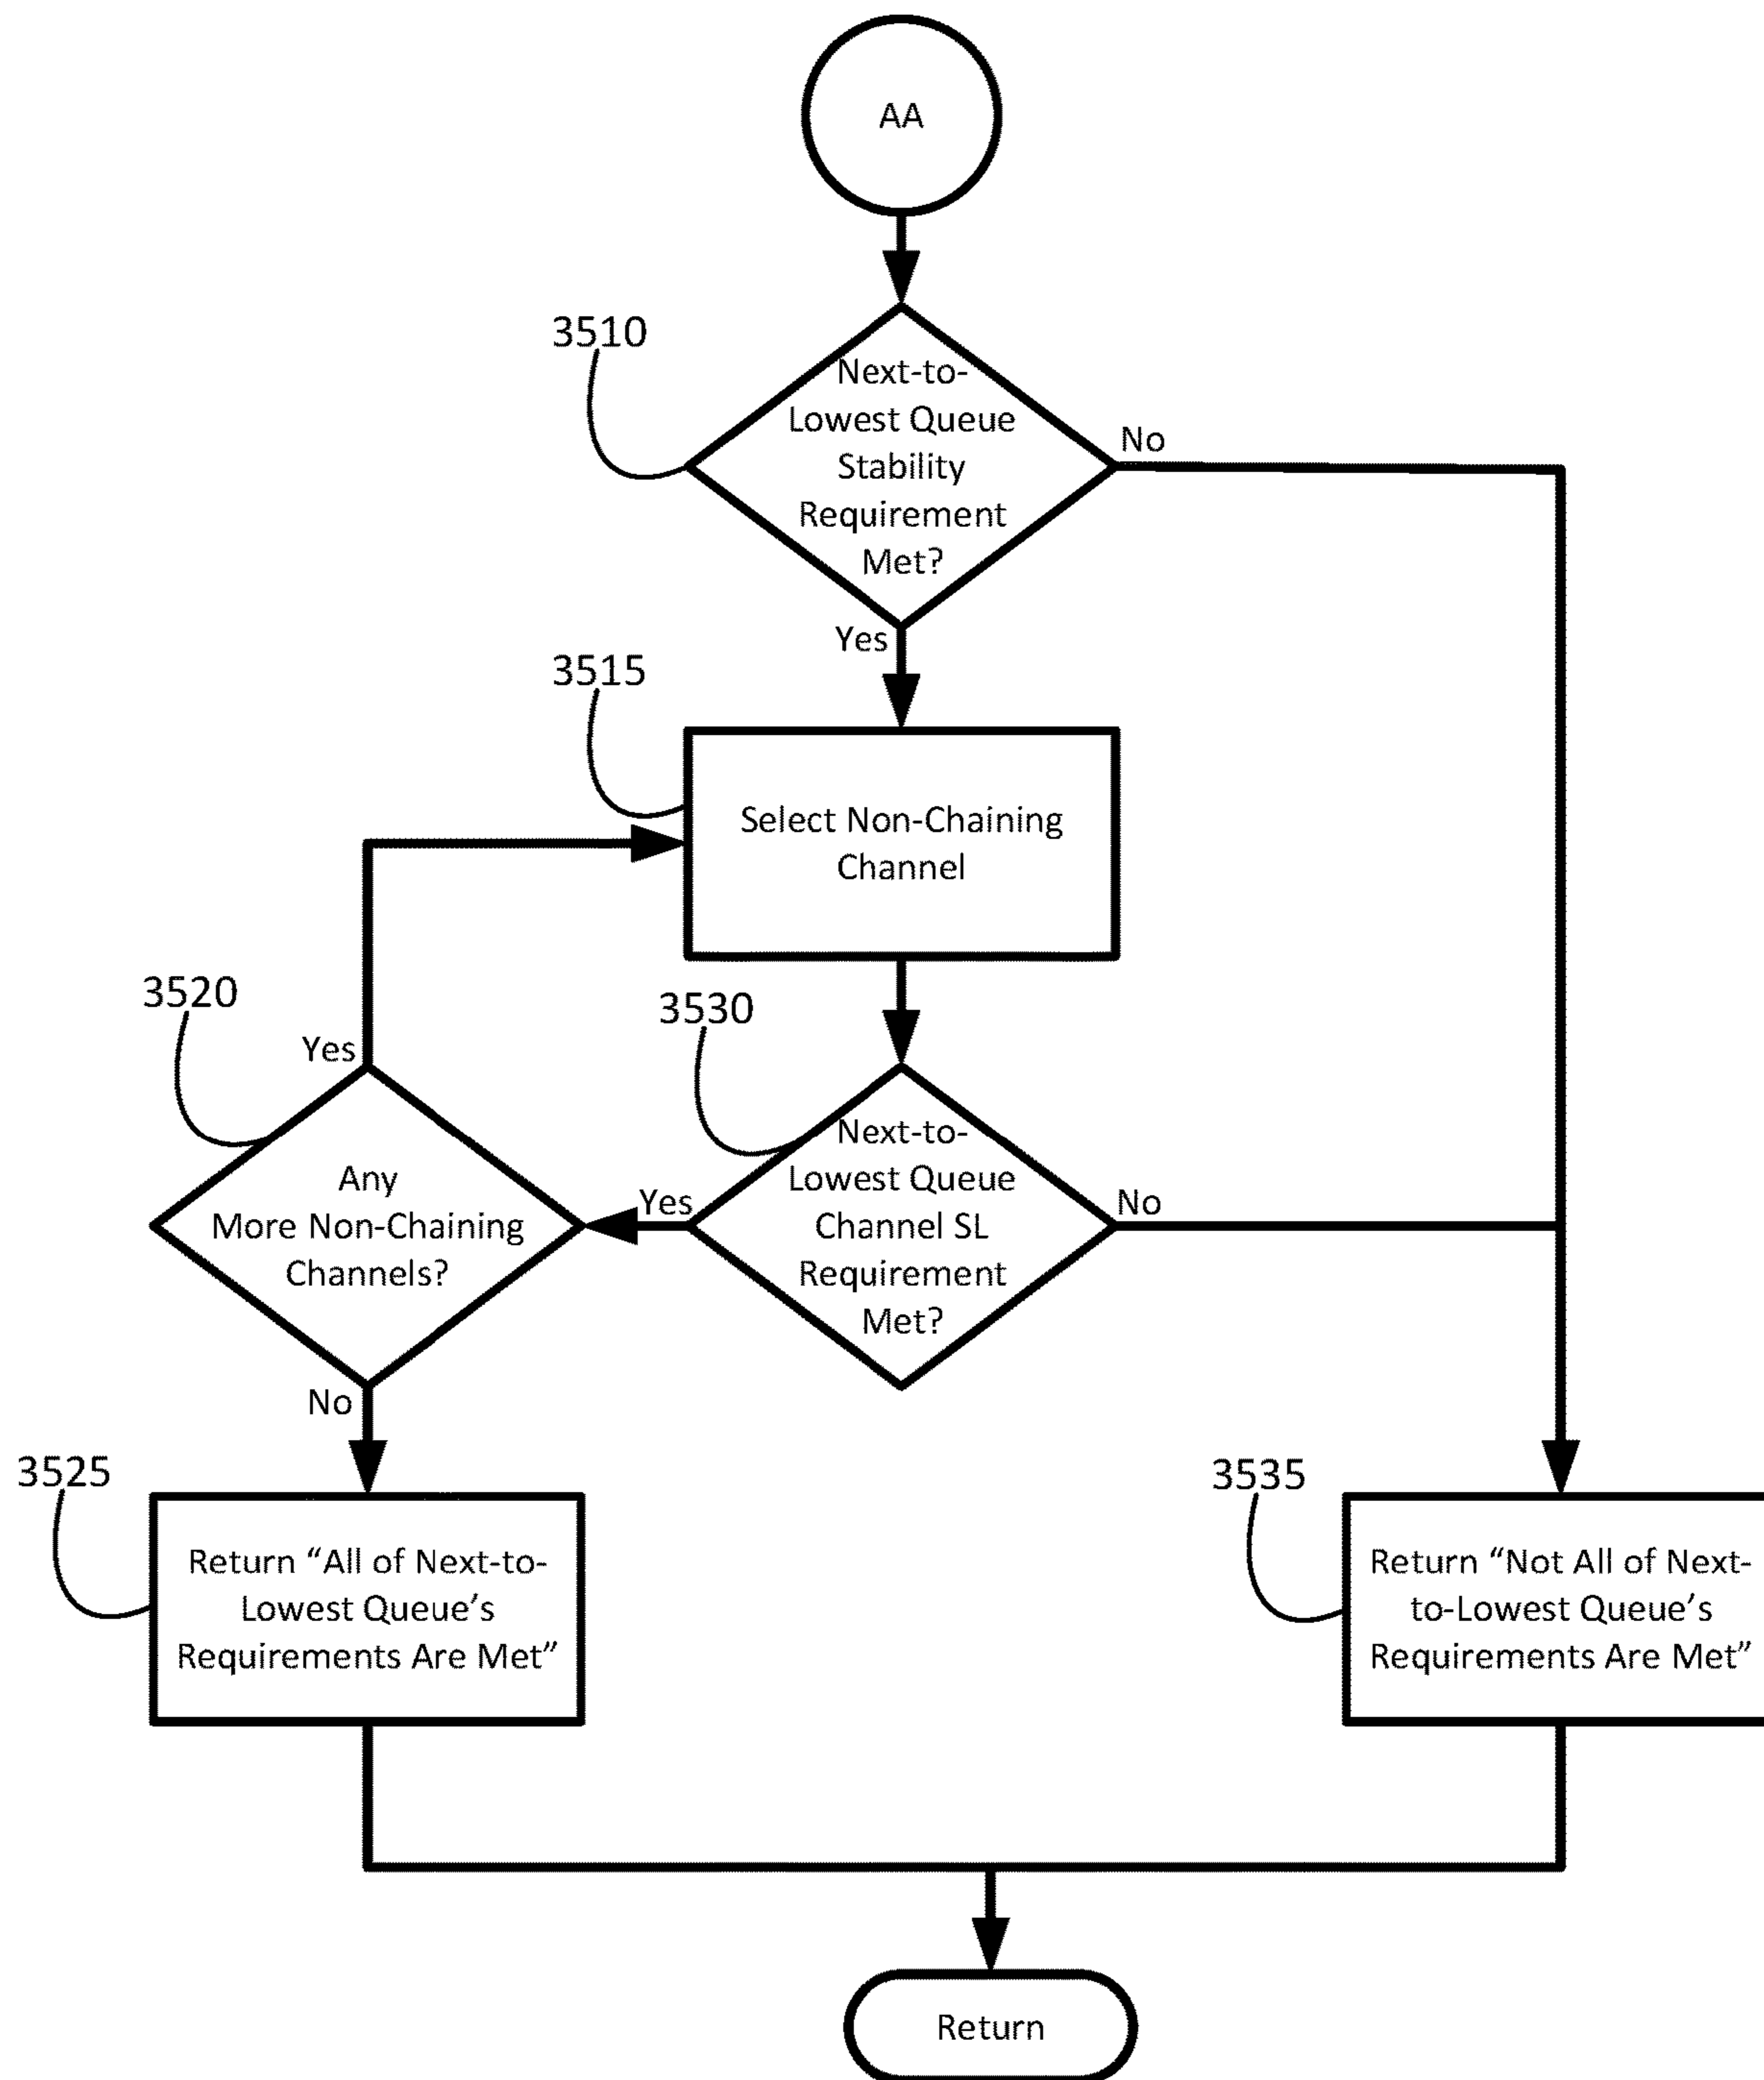 AA
3510
Next-to-
Lowest Queue
Stability
Requirement
Met?
No
Yes
3515
Select Non-Chaining
Channel
3520
3530
Yes
Next-to-
Lowest Queue
Channel SL
Requirement
Met?
Yes
No
Any
More Non-Chaining
Channels?
No
3525
3535
Return “All of Next-to-
Lowest Queue’s
Requirements Are Met”
Return “Not All of Next-
to-Lowest Queue’s
Requirements Are Met”
Return